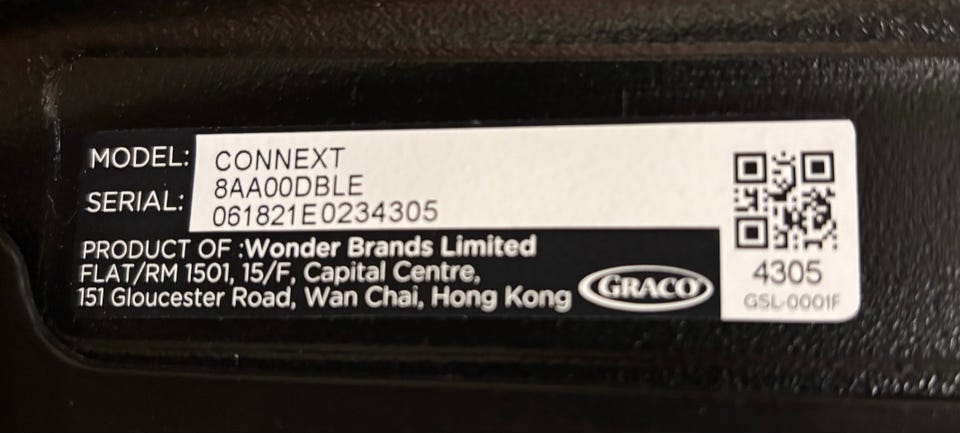 MODEL: CONNEXT
8AA00DBLE
SERIAL: 061821E0234305
PRODUCT OF :Wonder Brands Limited
FLAT/RM 1501, 15/F, Capital Centre,
151 Gloucester Road, Wan Chai, Hong Kong
GRACO
4305
GSL-0001F